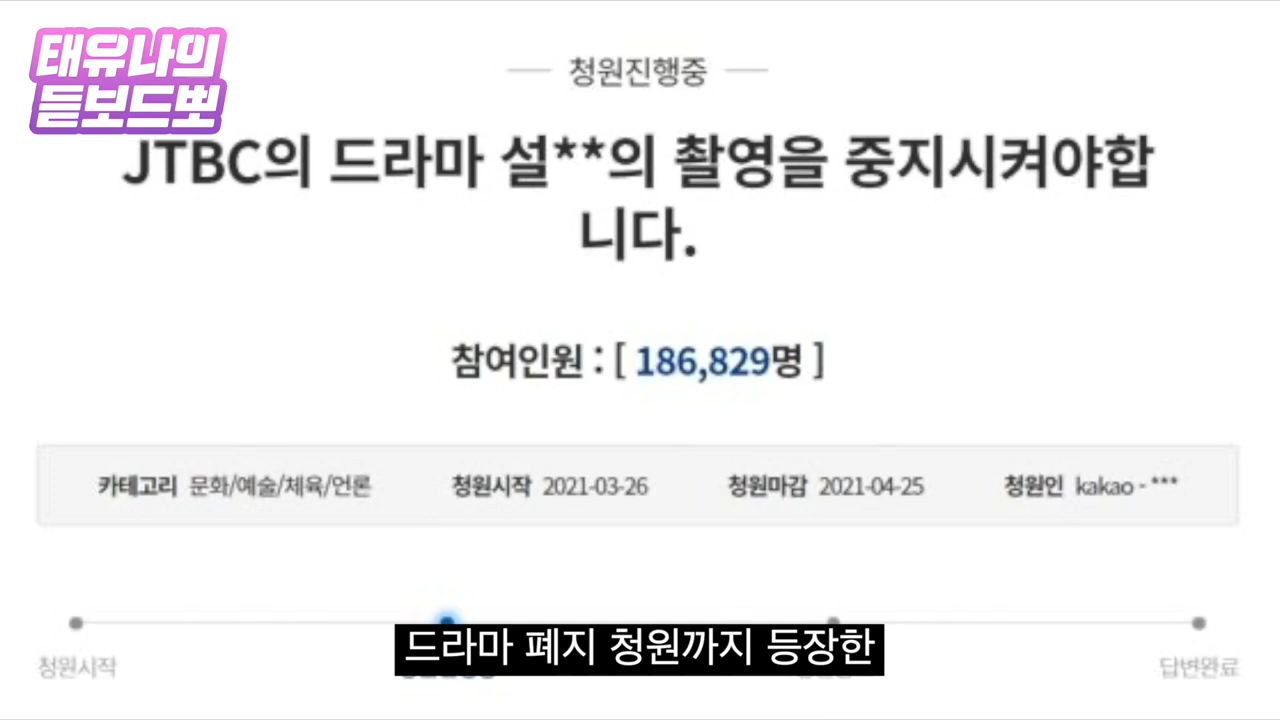 태유나의
듣보드뽀
청원진행중
JTBC의 드라마 설**의 촬영을 중지시켜야합
니다.
참여인원 : [ 186,829명 ]
카테고리 문화/예술/체육/언론 청원시작 2021-03-26 청원마감 2021-04-25 청원인 kakao - ***
드라마 폐지 청원까지 등장한
청원시작 답변완료